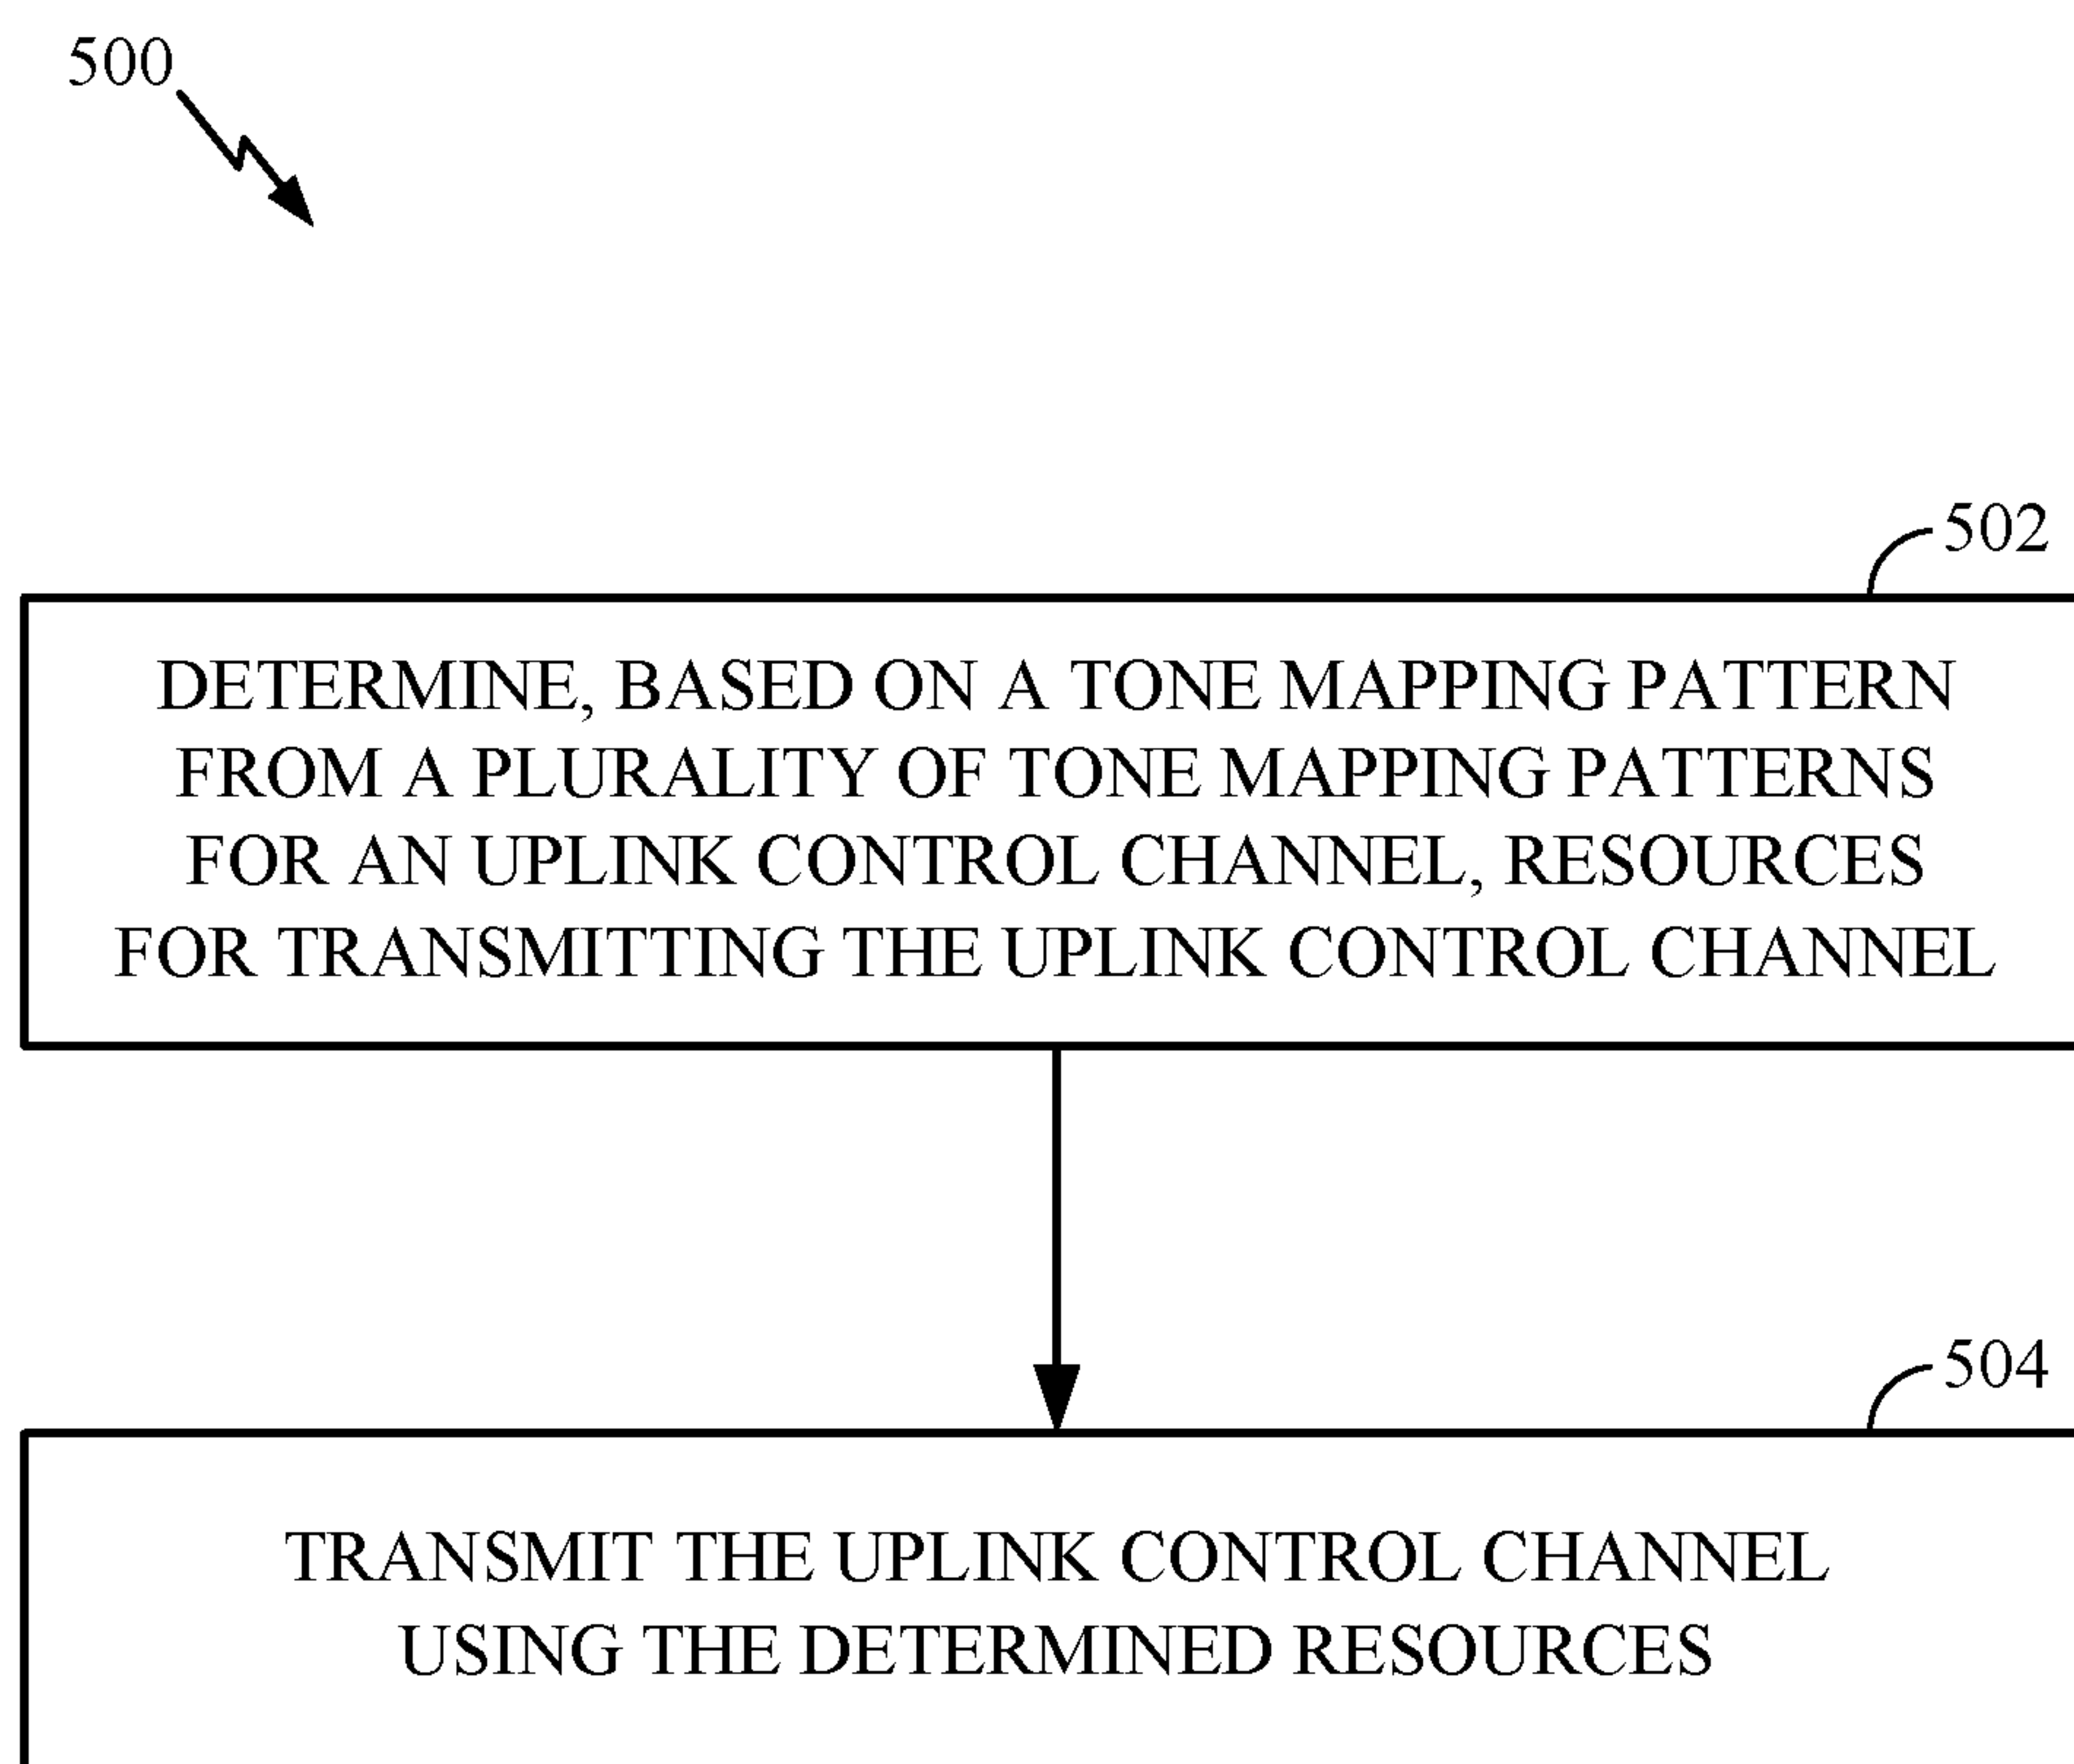 500
502
DETERMINE, BASED ON A TONE MAPPING PATTERN
FROM A PLURALITY OF TONE MAPPING PATTERNS
FOR AN UPLINK CONTROL CHANNEL, RESOURCES
FOR TRANSMITTING THE UPLINK CONTROL CHANNEL
504
TRANSMIT THE UPLINK CONTROL CHANNEL
USING THE DETERMINED RESOURCES